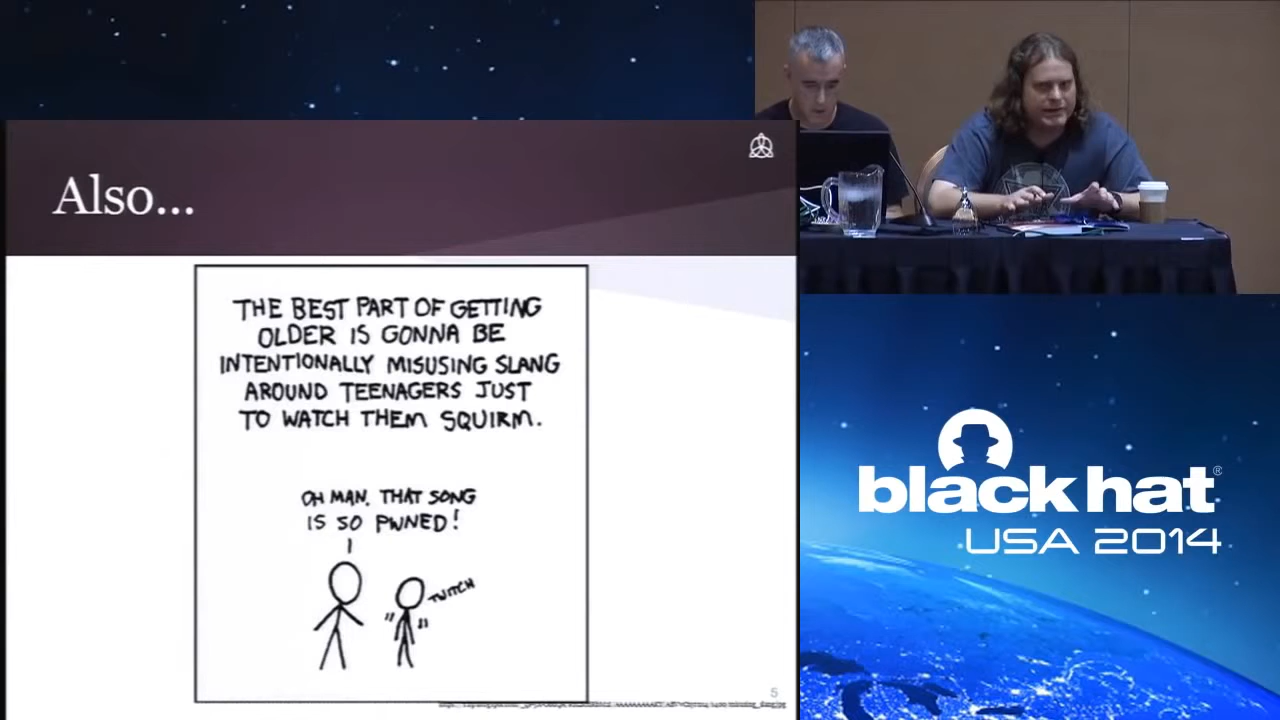 Also...
THE BEST PART OF GETTING
OLDER IS GONNA BE
INTENTIONALLY MISUSING SLANG
AROUND TEENAGERS JUST
TO WATCH THEM SQUIRM.
OH MAN, THAT SONG
IS SO PWNED!
TWITCH
5
black hat®
USA 2014